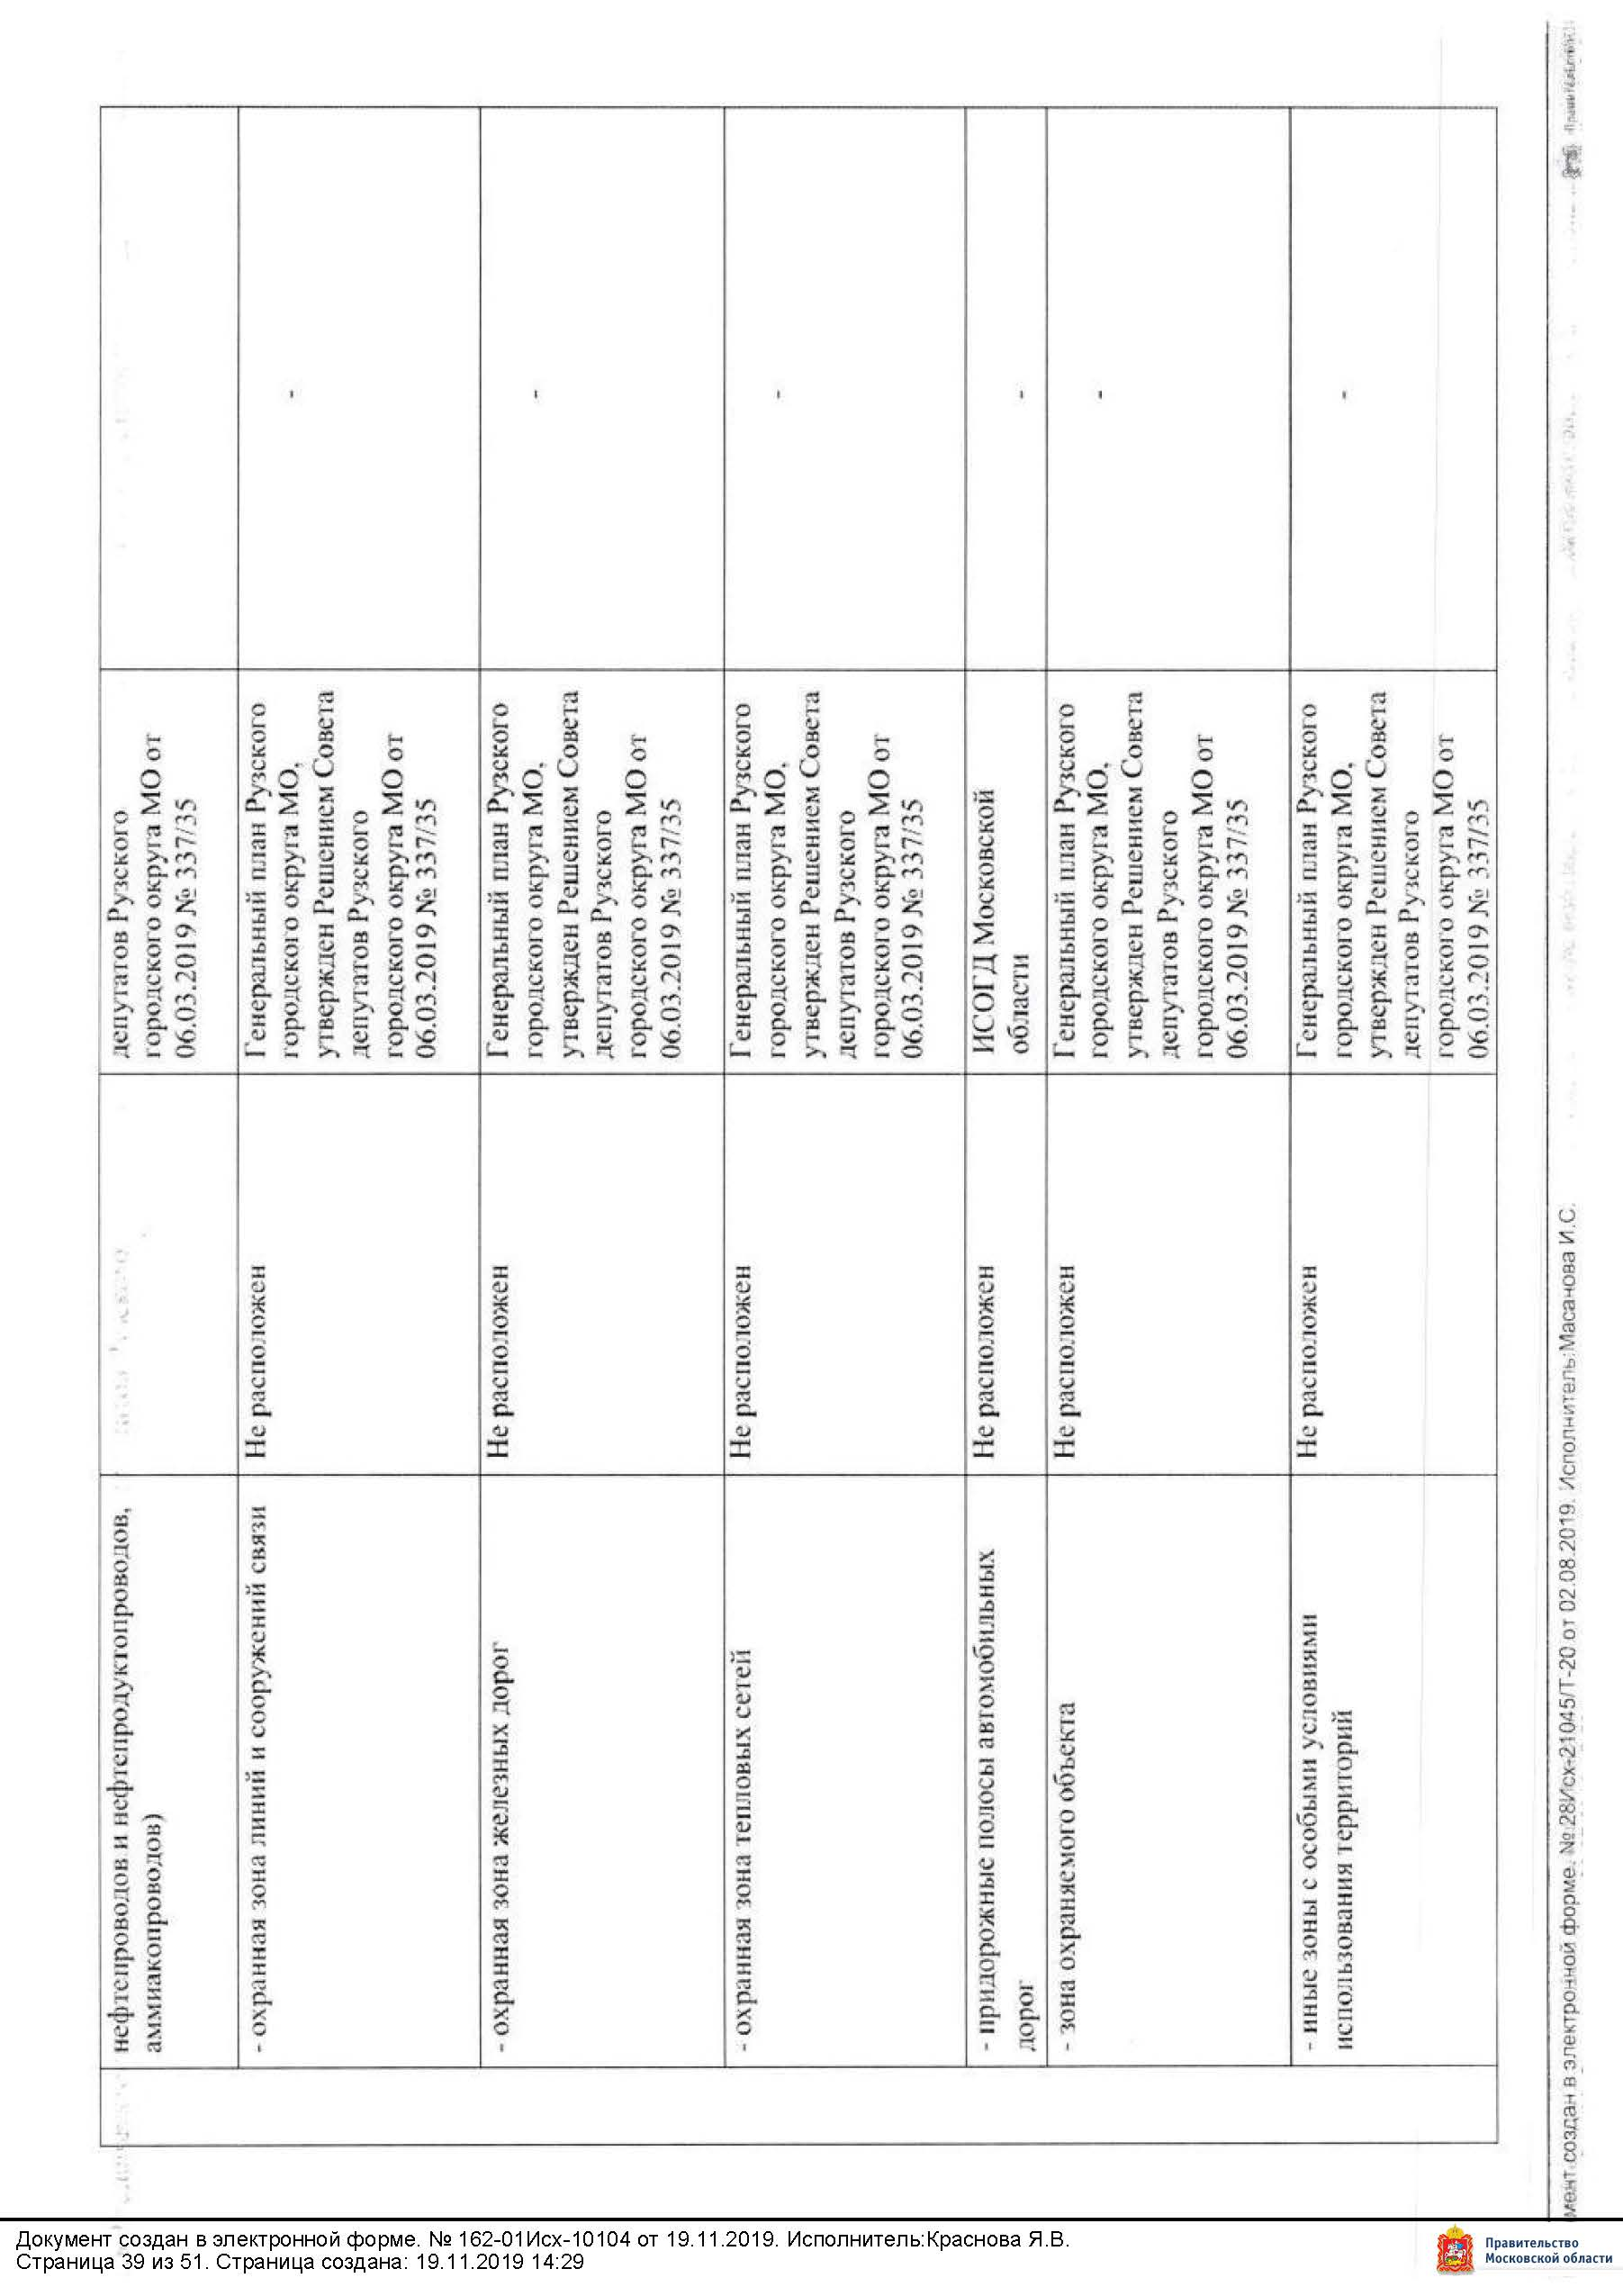 нефтепроводов и нефтепродуктопроводов,
аммиакопроводов)
депутатов Рузского
городского округа МО от
06.03.2019 № 337/35
- охранная зона линий и сооружений связи
Не расположен
Генеральный план Рузского
городского округа МО,
утвержден Решением Совета
депутатов Рузского
городского округа МО от
06.03.2019 № 337/35
-
- охранная зона железных дорог
Не расположен
Генеральный план Рузского
городского округа МО,
утвержден Решением Совета
депутатов Рузского
городского округа МО от
06.03.2019 № 337/35
-
- охранная зона тепловых сетей
Не расположен
Генеральный план Рузского
городского округа МО,
утвержден Решением Совета
депутатов Рузского
городского округа МО от
06.03.2019 № 337/35
-
- придорожные полосы автомобильных
дорог
Не расположен
ИСОГД Московской
области
-
- зона охраняемого объекта
Не расположен
Генеральный план Рузского
городского округа МО,
утвержден Решением Совета
депутатов Рузского
городского округа МО от
06.03.2019 № 337/35
-
- иные зоны с особыми условиями
использования территорий
Не расположен
Генеральный план Рузского
городского округа МО,
утвержден Решением Совета
депутатов Рузского
городского округа МО от
06.03.2019 № 337/35
-
мент создан в электронной форме. № 28Исх-21045/Т-20 от 02.08.2019. Исполнитель:Масанова И.С.
Документ создан в электронной форме. № 162-01Исх-10104 от 19.11.2019. Исполнитель:Краснова Я.В.
Страница 39 из 51. Страница создана: 19.11.2019 14:29
Правительство
Московской области